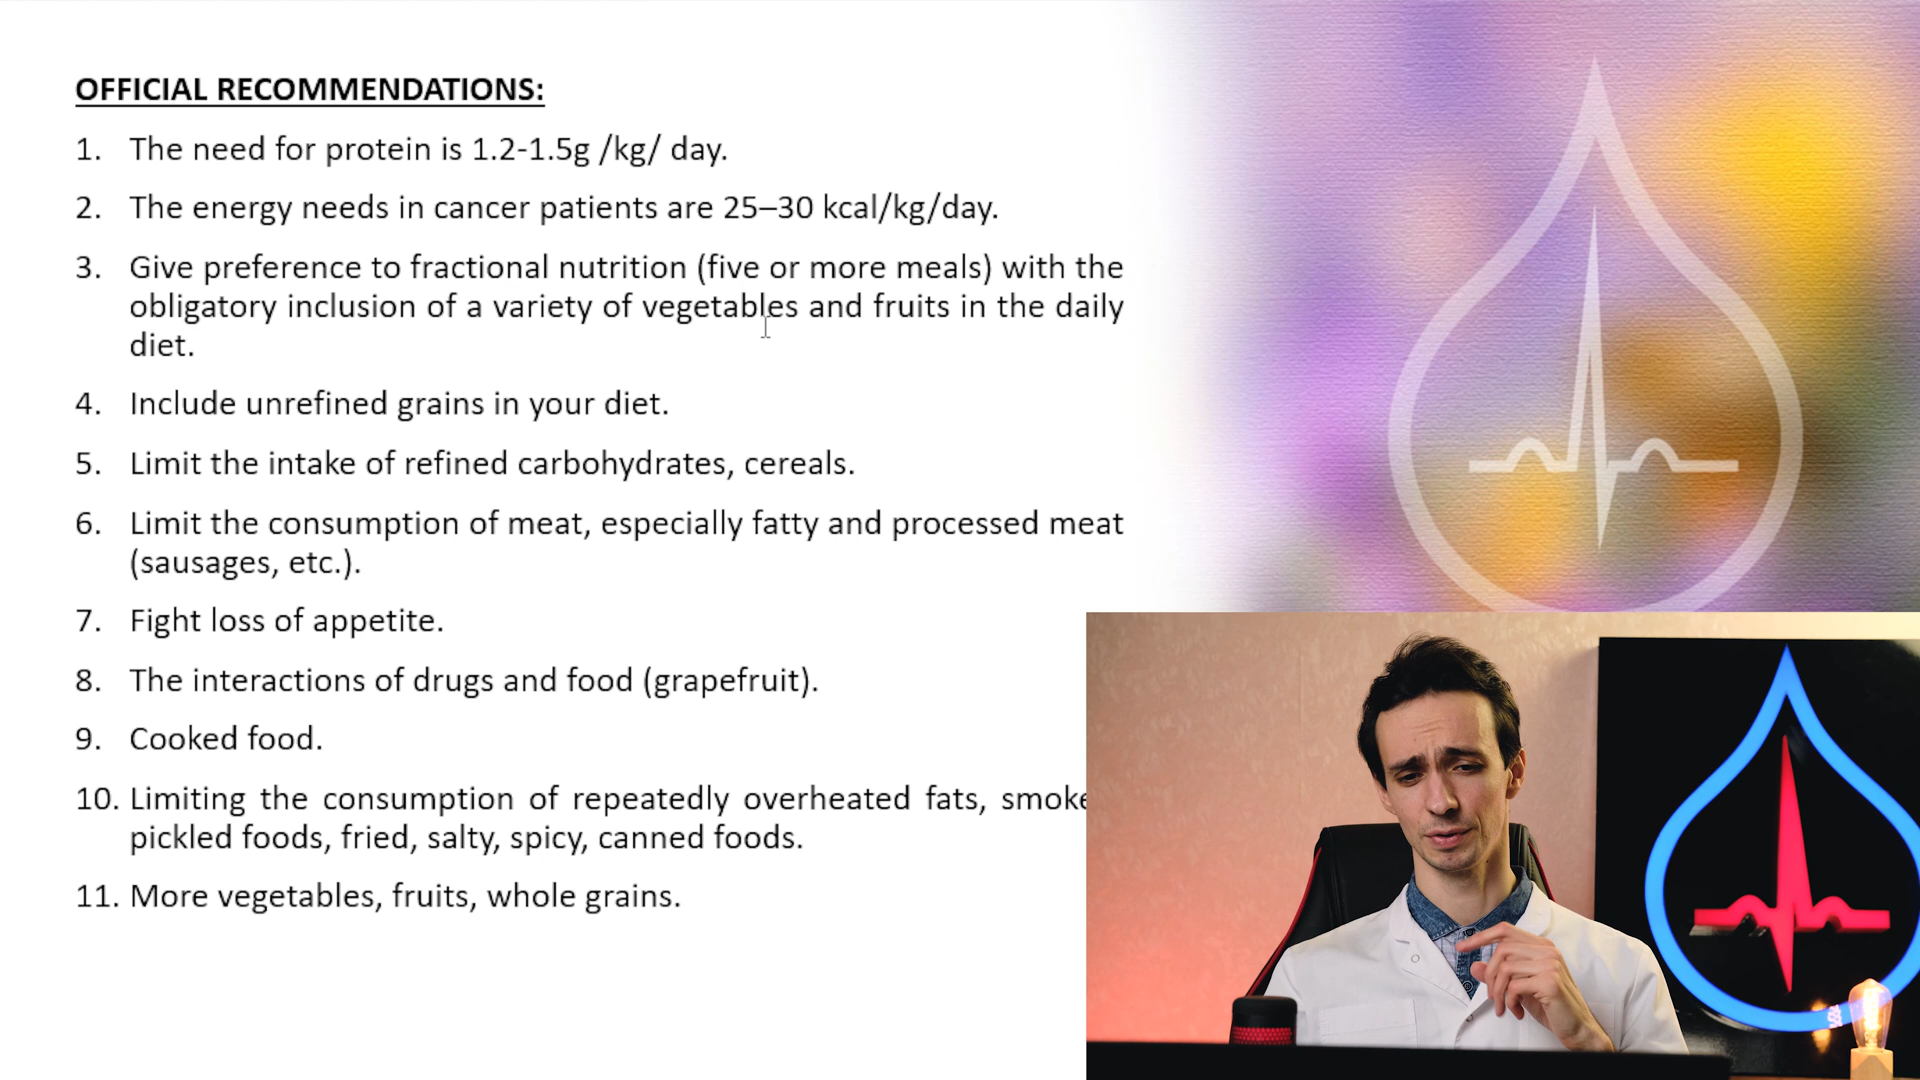 OFFICIAL RECOMMENDATIONS:
1. The need for protein is 1.2-1.5g /kg/ day.
2. The energy needs in cancer patients are 25–30 kcal/kg/day.
3. Give preference to fractional nutrition (five or more meals) with the
obligatory inclusion of a variety of vegetables and fruits in the daily
diet.
4. Include unrefined grains in your diet.
5. Limit the intake of refined carbohydrates, cereals.
6. Limit the consumption of meat, especially fatty and processed meat
(sausages, etc.).
7. Fight loss of appetite.
8. The interactions of drugs and food (grapefruit).
9. Cooked food.
10. Limiting the consumption of repeatedly overheated fats, smoke
pickled foods, fried, salty, spicy, canned foods.
11. More vegetables, fruits, whole grains.